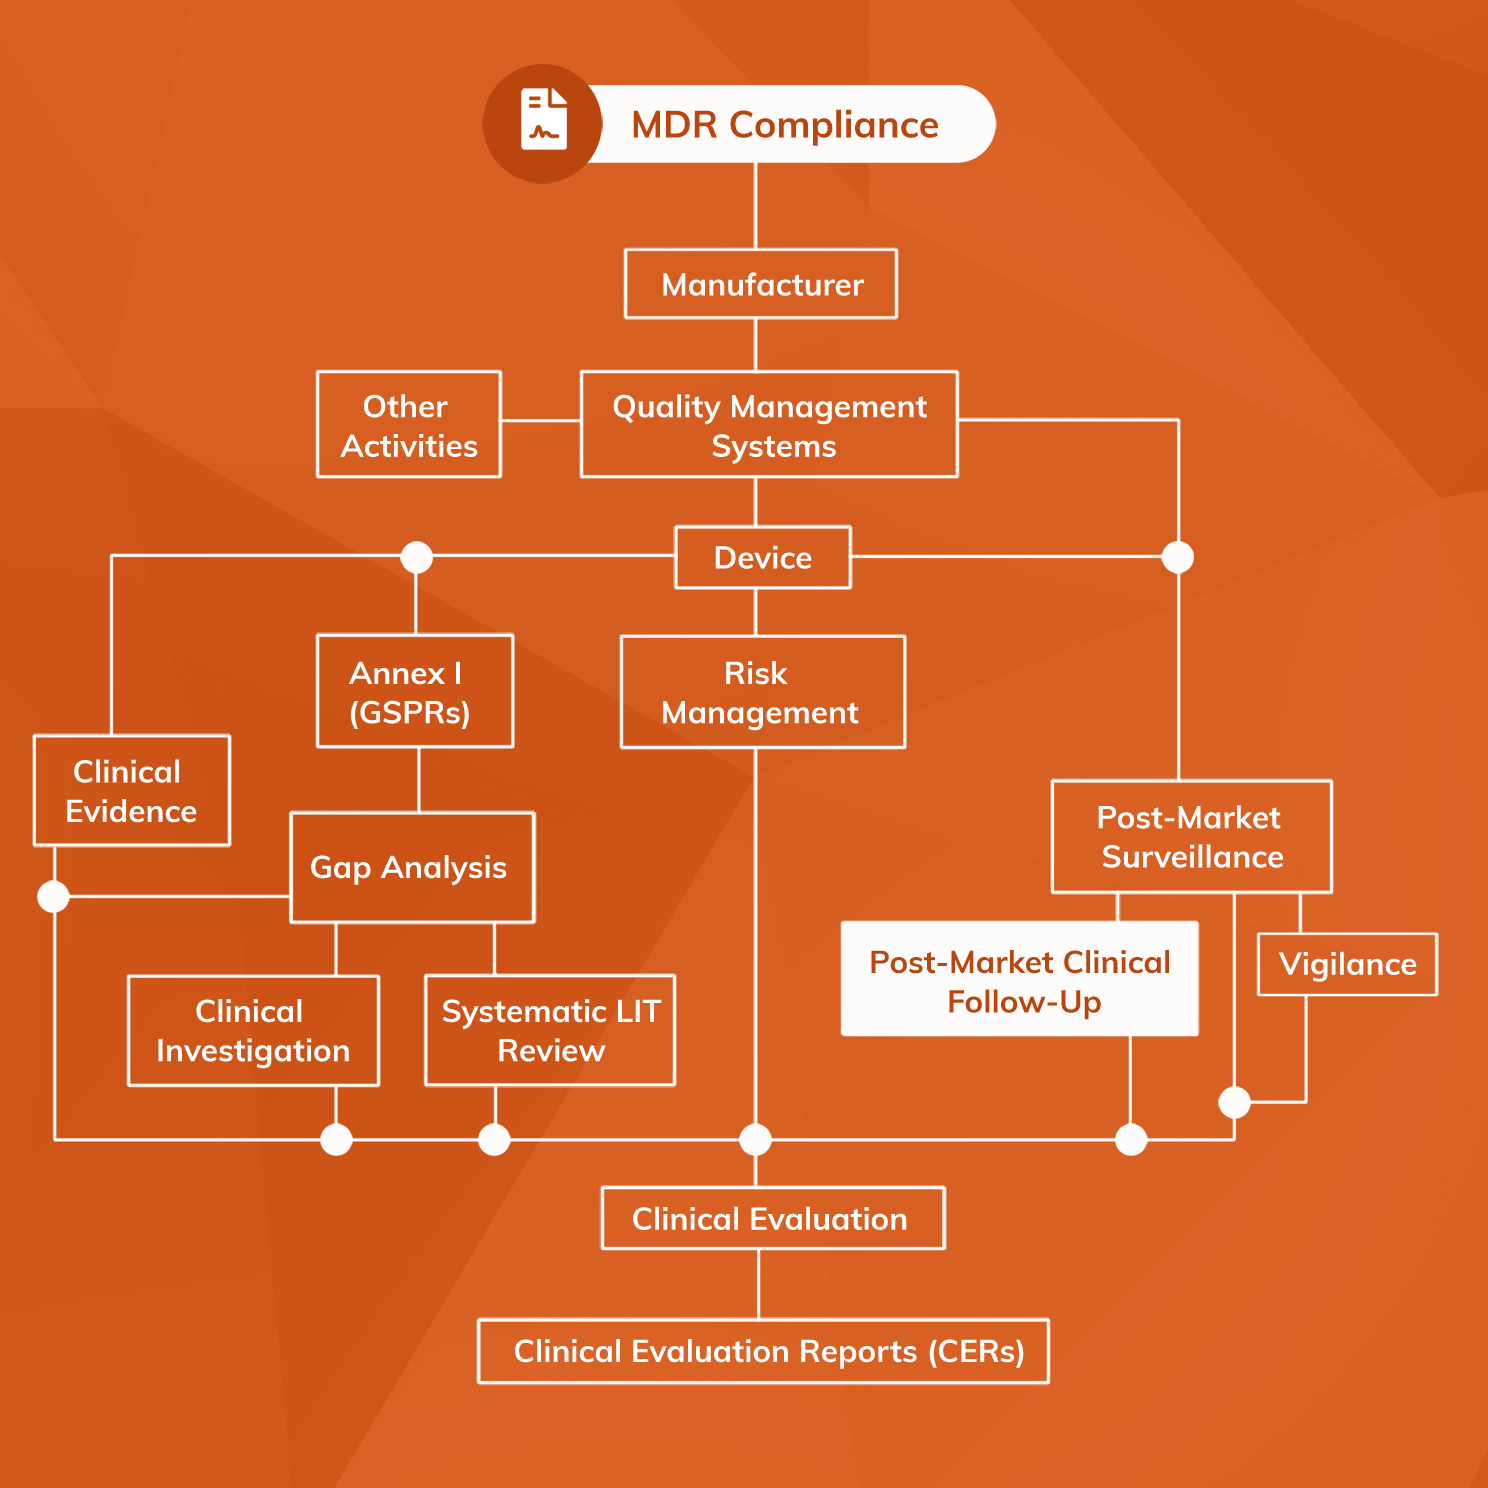 MDR Compliance
Manufacturer
Other
Activities
Quality Management
Systems
Device
Annex I
(GSPRs)
Risk
Management
Clinical
Evidence
Gap Analysis
Post-Market
Surveillance
Post-Market Clinical
Follow-Up
Vigilance
Clinical
Investigation
Systematic LIT
Review
Clinical Evaluation
Clinical Evaluation Reports (CERs)